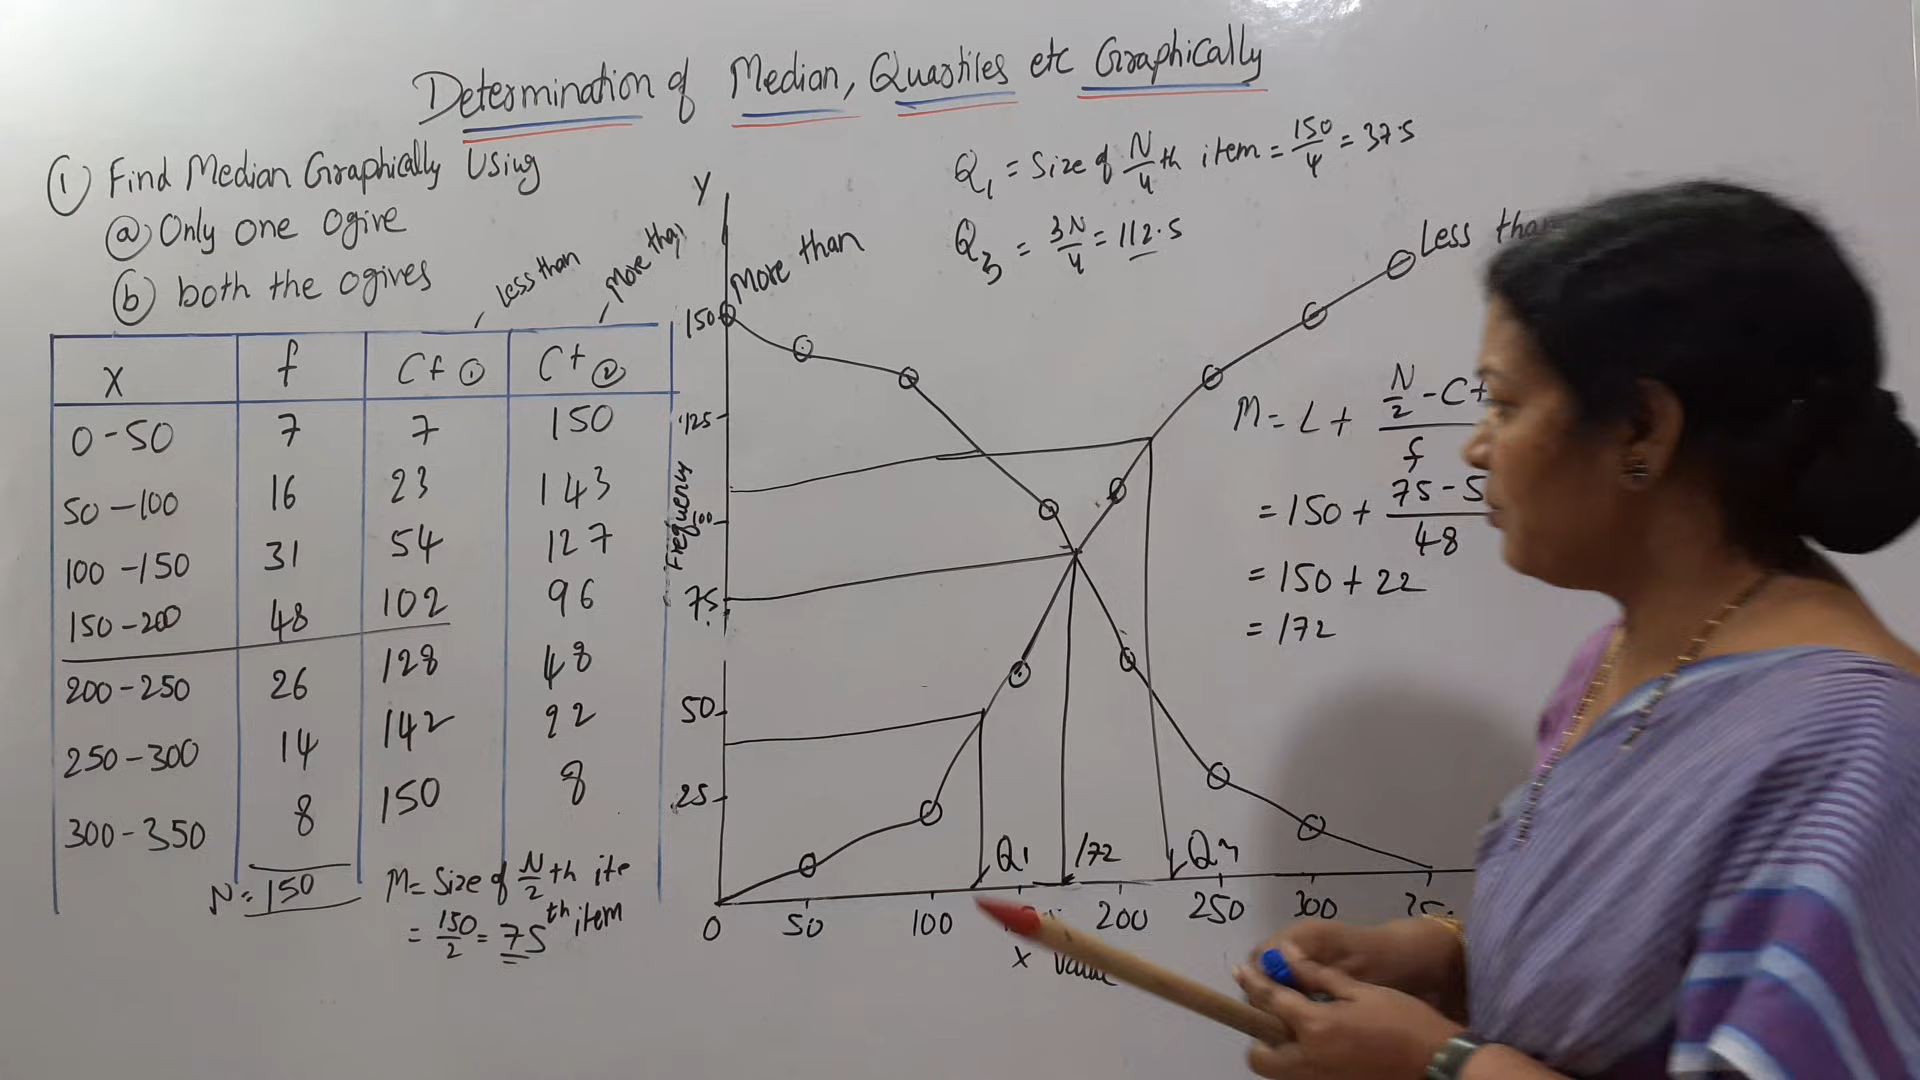 Determination of Median, Quartiles etc Graphically
① Find Median Graphically Using
ⓐ Only one Ogive
ⓑ both the ogives
Less than
More than
X f Cf ① Cf ②
0-50 7 7 150
50-100 16 23 143
100-150 31 54 127
150-200 48 102 96
200-250 26 128 48
250-300 14 142 22
300-350 8 150 8
N=150
M= Size of N/2 th ite
= 150/2 = 75th item
Q1 = Size of N/4 th item = 150/4 = 37.5
Q3 = 3N/4 = 112.5
Y
More than
Less than
150
125
100
75
50
25
Frequency
0 50 100 200 250 300
Q1 172 Q3
X
M = L + N/2 - Cf / f
= 150 + 75-5 / 48
= 150+22
= 172